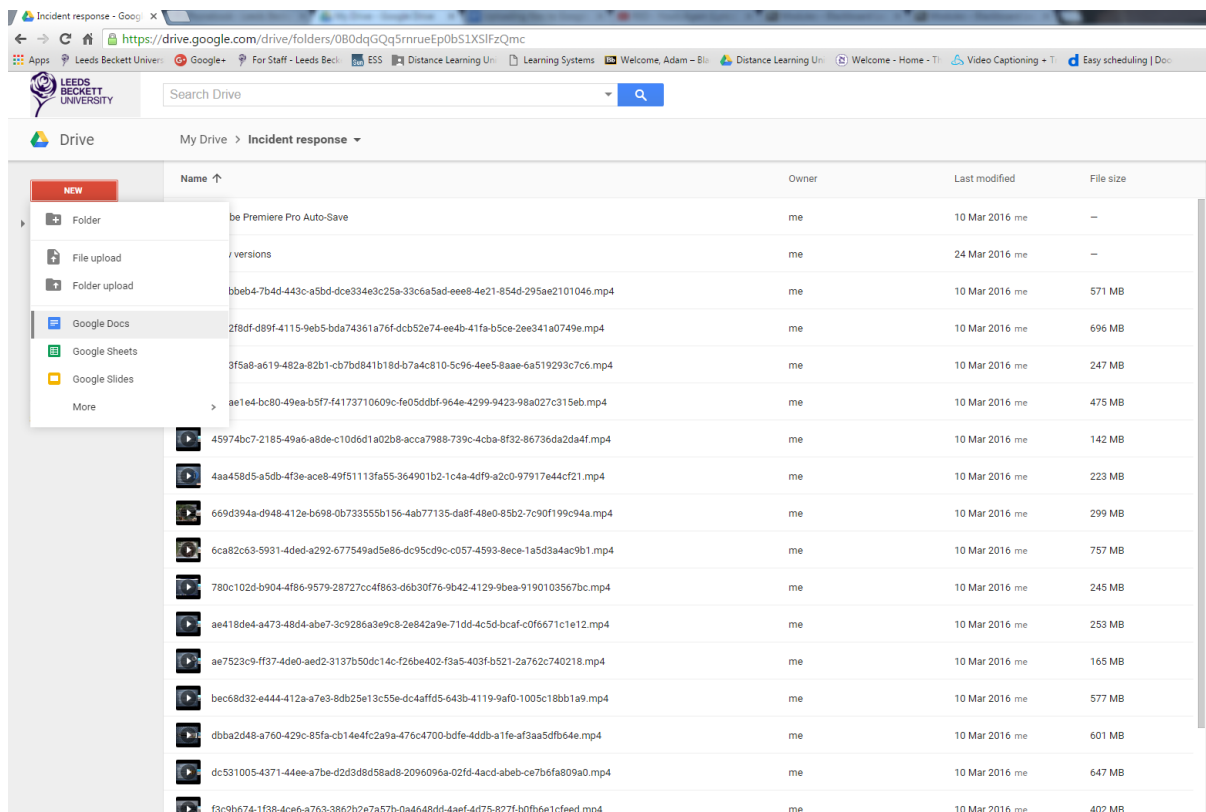 Incident response - Goog
https://drive.google.com/drive/folders/0B0dqGQq5rnrueEp0bS1XSlFzQmc
Apps Leeds Beckett Univers Google+ For Staff - Leeds Beck ESS Distance Learning Un Learning Systems Welcome, Adam – Bla Distance Learning Un Welcome - Home - Th Video Captioning + T Easy scheduling | Doo
LEEDS
BECKETT
UNIVERSITY
Search Drive
Drive My Drive > Incident response
NEW
Name Owner Last modified File size
Folder
be Premiere Pro Auto-Save me 10 Mar 2016 me –
File upload
versions me 24 Mar 2016 me –
Folder upload
bbeb4-7b4d-443c-a5bd-dce334e3c25a-33c6a5ad-eee8-4e21-854d-295ae2101046.mp4 me 10 Mar 2016 me 571 MB
Google Docs
2f8df-d89f-4115-9eb5-bda74361a76f-dcb52e74-ee4b-41fa-b5ce-2ee341a0749e.mp4 me 10 Mar 2016 me 696 MB
Google Sheets
3f5a8-a619-482a-82b1-cb7bd841b18d-b7a4c810-5c96-4ee5-8aae-6a519293c7c6.mp4 me 10 Mar 2016 me 247 MB
Google Slides
More
ae1e4-bc80-49ea-b5f7-f4173710609c-fe05ddbf-964e-4299-9423-98a027c315eb.mp4 me 10 Mar 2016 me 475 MB
45974bc7-2185-49a6-a8de-c10d6d1a02b8-acca7988-739c-4cba-8f32-86736da2da4f.mp4 me 10 Mar 2016 me 142 MB
4aa458d5-a5db-4f3e-ace8-49f51113fa55-364901b2-1c4a-4df9-a2c0-97917e44cf21.mp4 me 10 Mar 2016 me 223 MB
669d394a-d948-412e-b698-0b733555b156-4ab77135-da8f-48e0-85b2-7c90f199c94a.mp4 me 10 Mar 2016 me 299 MB
6ca82c63-5931-4ded-a292-677549ad5e86-dc95cd9c-c057-4593-8ece-1a5d3a4ac9b1.mp4 me 10 Mar 2016 me 757 MB
780c102d-b904-4f86-9579-28727cc4f863-d6b30f76-9b42-4129-9bea-9190103567bc.mp4 me 10 Mar 2016 me 245 MB
ae418de4-a473-48d4-abe7-3c9286a3e9c8-2e842a9e-71dd-4c5d-bcaf-c0f6671c1e12.mp4 me 10 Mar 2016 me 253 MB
ae7523c9-ff37-4de0-aed2-3137b50dc14c-f26be402-f3a5-403f-b521-2a762c740218.mp4 me 10 Mar 2016 me 165 MB
bec68d32-e444-412a-a7e3-8db25e13c55e-dc4affd5-643b-4119-9af0-1005c18bb1a9.mp4 me 10 Mar 2016 me 577 MB
dbba2d48-a760-429c-85fa-cb14e4fc2a9a-476c4700-bdfe-4ddb-a1fe-af3aa5dfb64e.mp4 me 10 Mar 2016 me 601 MB
dc531005-4371-44ee-a7be-d2d3d8d58ad8-2096096a-02fd-4acd-abeb-ce7b6fa809a0.mp4 me 10 Mar 2016 me 647 MB
f3c9b674-1f38-4ce6-a763-3862b2e7a57b-0a4648dd-4aef-4d75-827f-b0fb6e1cfeed.mp4 me 10 Mar 2016 me 402 MB